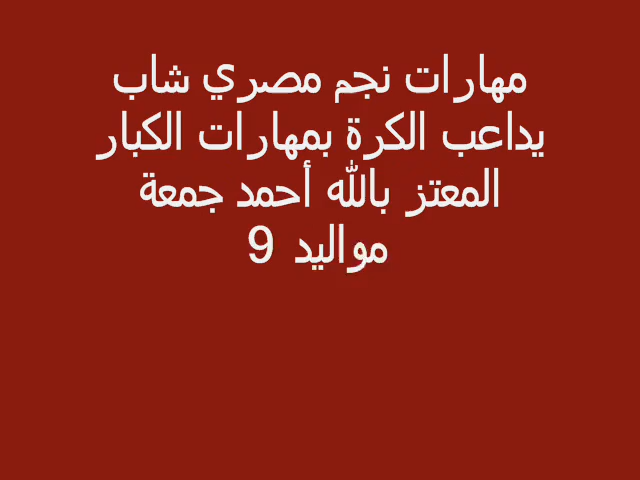 مهارات نجم مصري شاب
يداعب الكرة بمهارات الكبار
المعتز بالله أحمد جمعة
مواليد 9